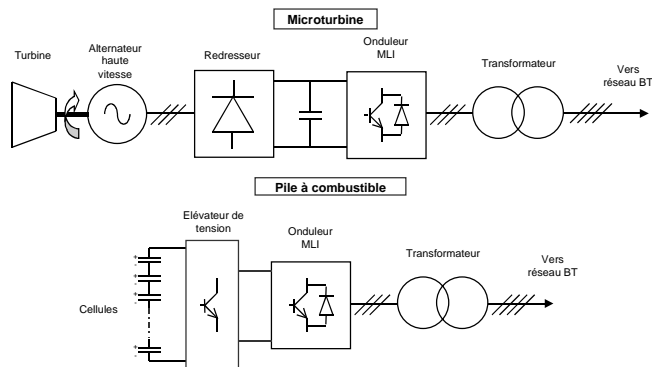 Microturbine
Turbine
Alternateur
haute
vitesse
Redresseur
Onduleur
MLI
Transformateur
Vers
réseau BT
Pile à combustible
Elévateur de
tension
Onduleur
MLI
Transformateur
Vers
réseau BT
Cellules
+
-
+
-
+
-
+
-